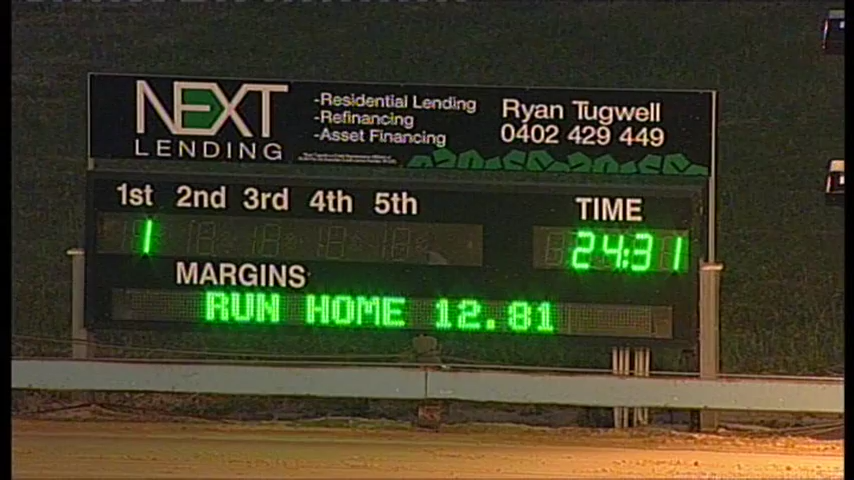 NEXT
LENDING
-Residential Lending
-Refinancing
-Asset Financing
Ryan Tugwell
0402 429 449
1st 2nd 3rd 4th 5th
TIME
1
24:31
MARGINS
RUN HOME 12.81